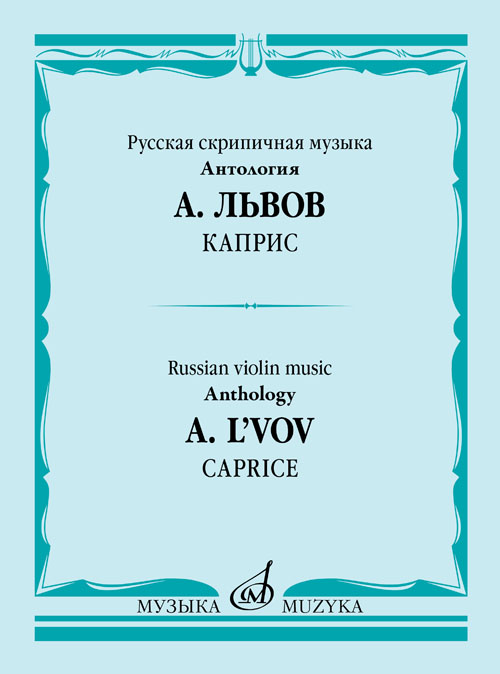 Русская скрипичная музыка
Антология
А. ЛЬВОВ
КАПРИС
Russian violin music
Anthology
A. L’VOV
CAPRICE
МУЗЫКА М MUZYKA